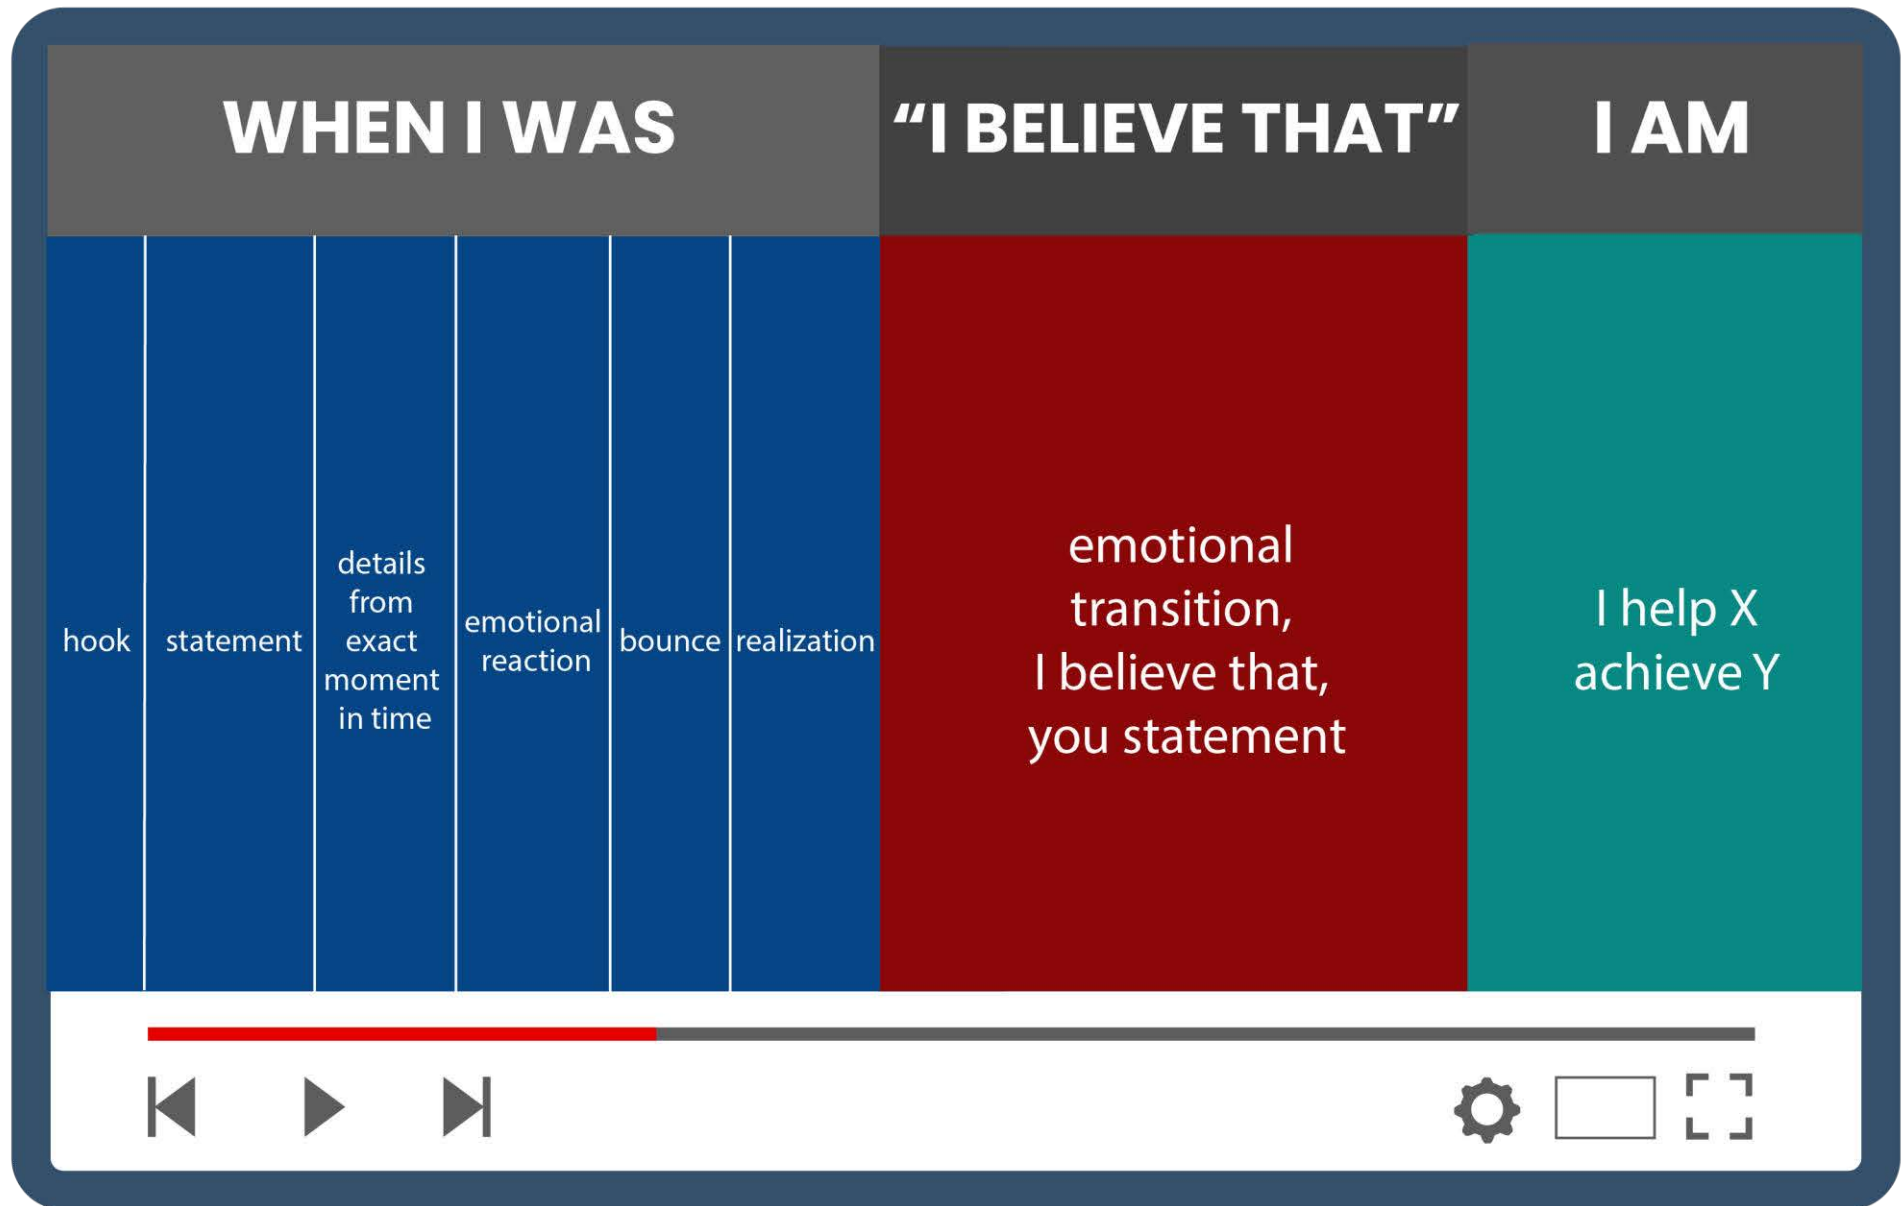 WHEN I WAS
“I BELIEVE THAT”
I AM
hook
statement
details
from
exact
moment
in time
emotional
reaction
bounce
realization
emotional
transition,
I believe that,
you statement
I help X
achieve Y